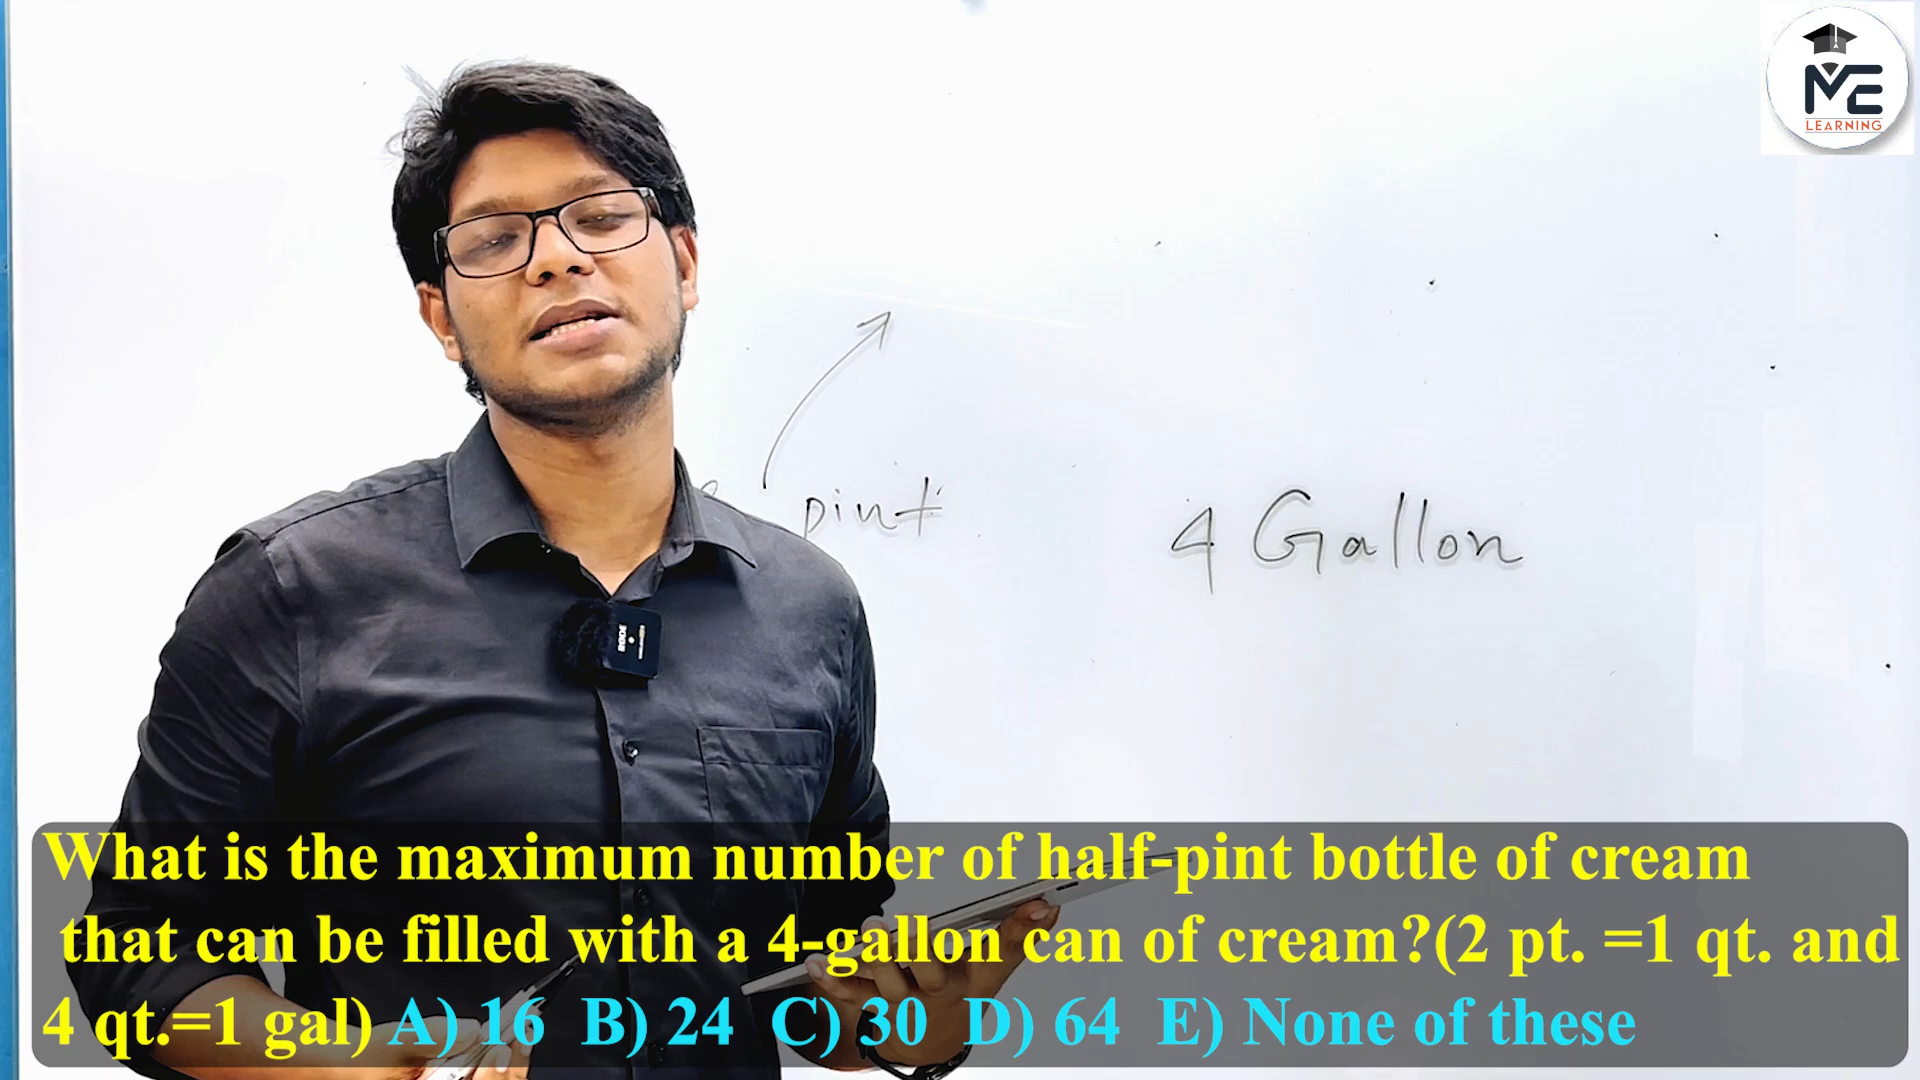 ME
LEARNING
pint
4 Gallon
RODE
What is the maximum number of half-pint bottle of cream
that can be filled with a 4-gallon can of cream?(2 pt. =1 qt. and
4 qt.=1 gal) A) 16 B) 24 C) 30 D) 64 E) None of these